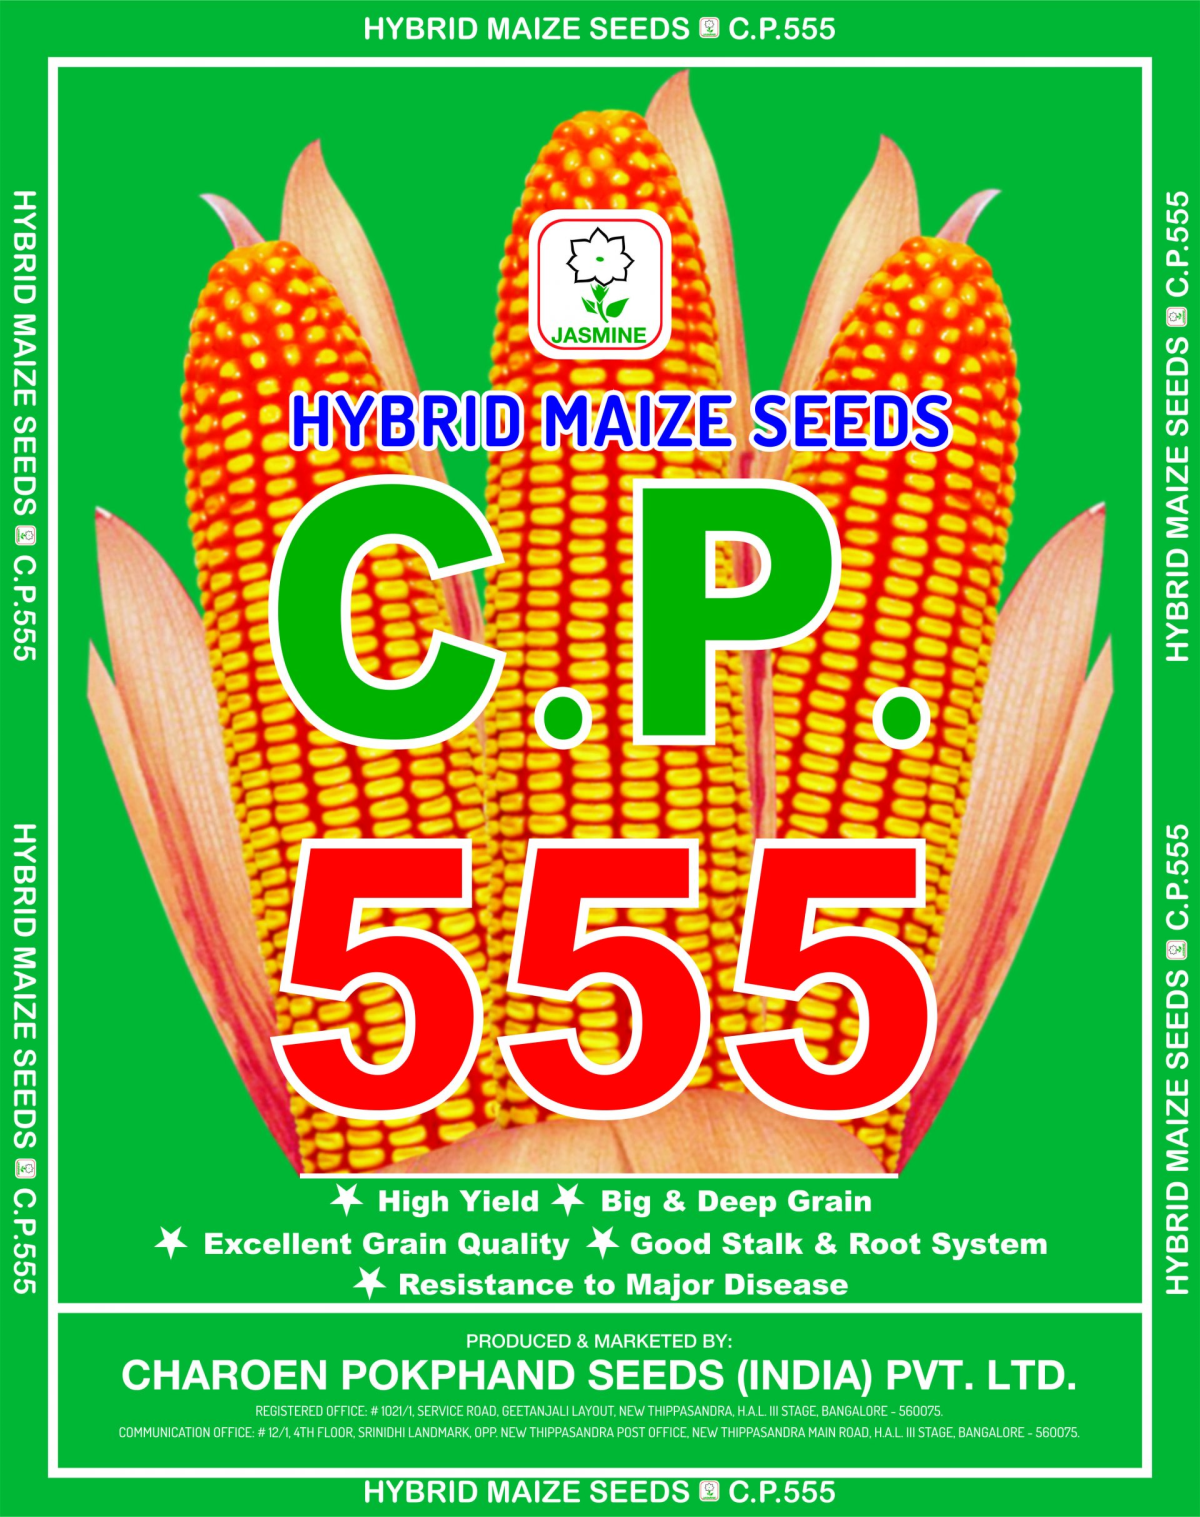 HYBRID MAIZE SEEDS C.P.555
HYBRID MAIZE SEEDS C.P.555
HYBRID MAIZE SEEDS C.P.555
HYBRID MAIZE SEEDS C.P.555
HYBRID MAIZE SEEDS C.P.555
JASMINE
HYBRID MAIZE SEEDS
C.P.
555
High Yield Big & Deep Grain
Excellent Grain Quality Good Stalk & Root System
Resistance to Major Disease
PRODUCED & MARKETED BY:
CHAROEN POKPHAND SEEDS (INDIA) PVT. LTD.
REGISTERED OFFICE: # 1021/1, SERVICE ROAD, GEETANJALI LAYOUT, NEW THIPPASANDRA, H.A.L. III STAGE, BANGALORE - 560075.
COMMUNICATION OFFICE: # 12/1, 4TH FLOOR, SRINIDHI LANDMARK, OPP. NEW THIPPASANDRA POST OFFICE, NEW THIPPASANDRA MAIN ROAD, H.A.L. III STAGE, BANGALORE - 560075.
HYBRID MAIZE SEEDS C.P.555